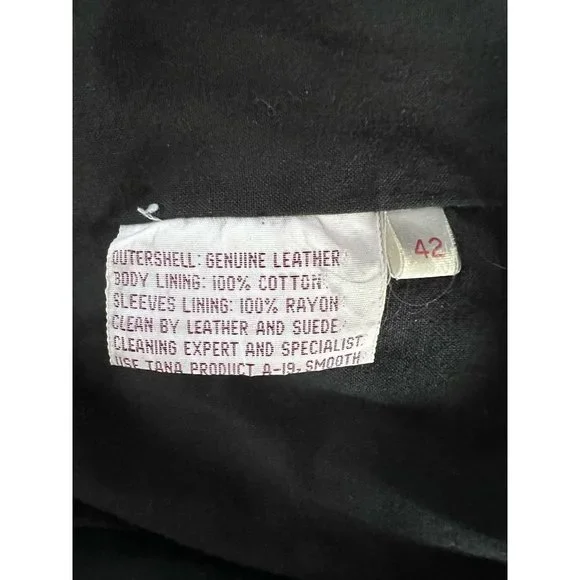 OUTERSHELL: GENUINE LEATHER
BODY LINING: 100% COTTON
SLEEVES LINING: 100% RAYON
CLEAN BY LEATHER AND SUEDE
CLEANING EXPERT AND SPECIALIST.
USE TANA PRODUCT A-19, SMOOTH
42